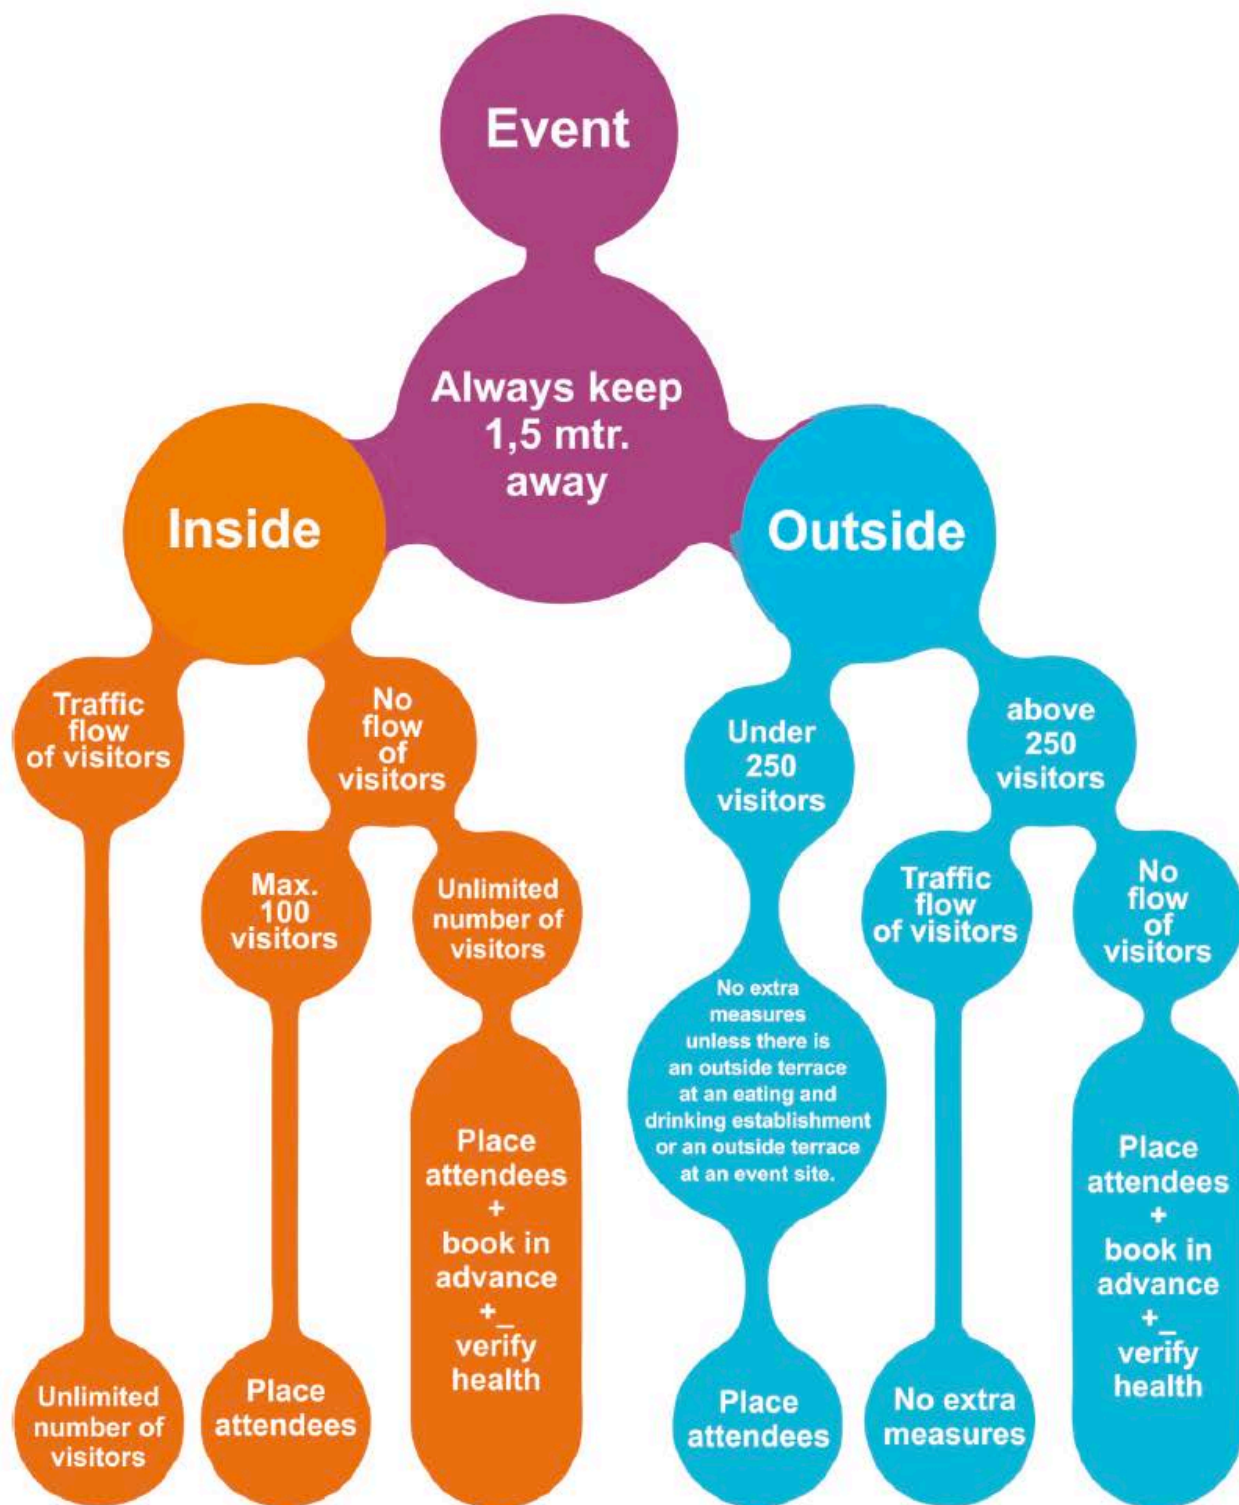 Event
Always keep
1,5 mtr.
away
Inside
Outside
Traffic
flow
of visitors
No
flow
of
visitors
Under
250
visitors
above
250
visitors
Max.
100
visitors
Unlimited
number of
visitors
Traffic
flow
of visitors
No
flow
of
visitors
No extra
measures
unless there is
an outside terrace
at an eating and
drinking establishment
or an outside terrace
at an event site.
Place
attendees
+
book in
advance
+_
verify
health
Place
attendees
+
book in
advance
+_
verify
health
Unlimited
number of
visitors
Place
attendees
Place
attendees
No extra
measures